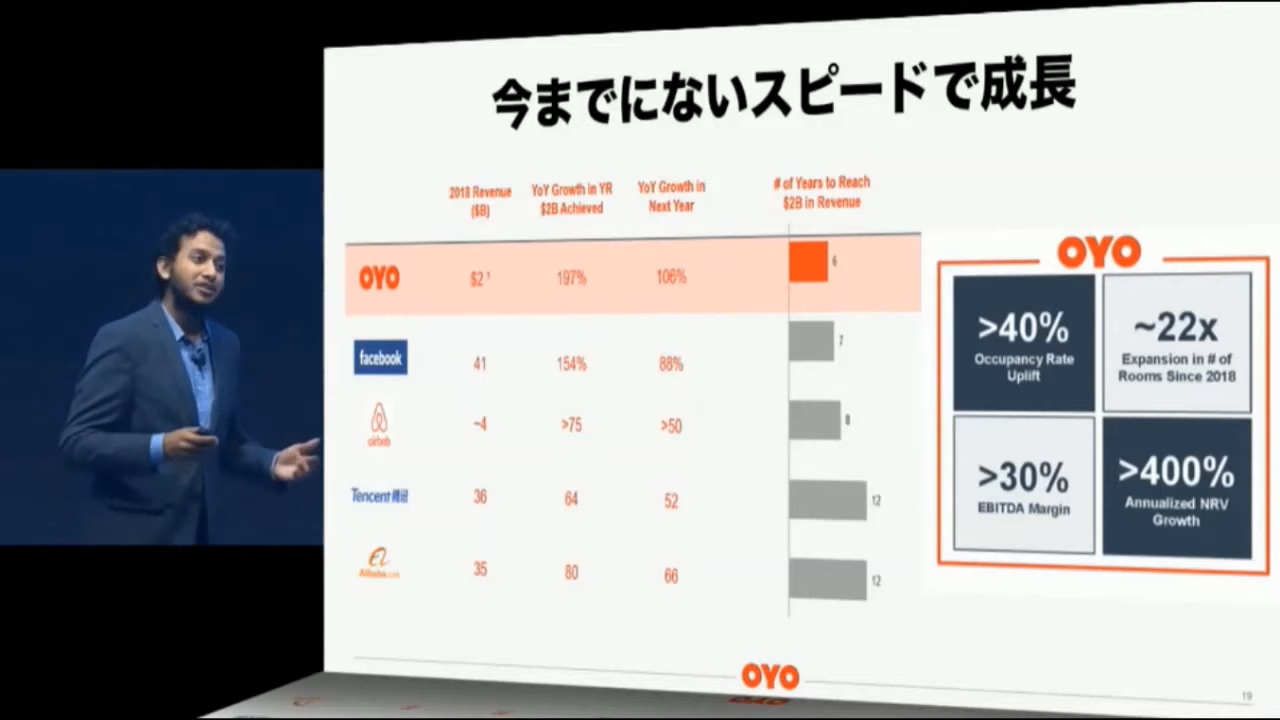 今までにないスピードで成長
2018 Revenue
($B)
YoY Growth in YR
$2B Achieved
YoY Growth in
Next Year
# of Years to Reach
$2B in Revenue
OYO
$2 ¹
197%
106%
6
facebook
41
154%
88%
7
airbnb
~4
>75
>50
8
Tencent 腾讯
36
64
52
12
Alibaba.com
35
80
66
12
OYO
>40%
Occupancy Rate
Uplift
~22x
Expansion in # of
Rooms Since 2018
>30%
EBITDA Margin
>400%
Annualized NRV
Growth
OYO
19